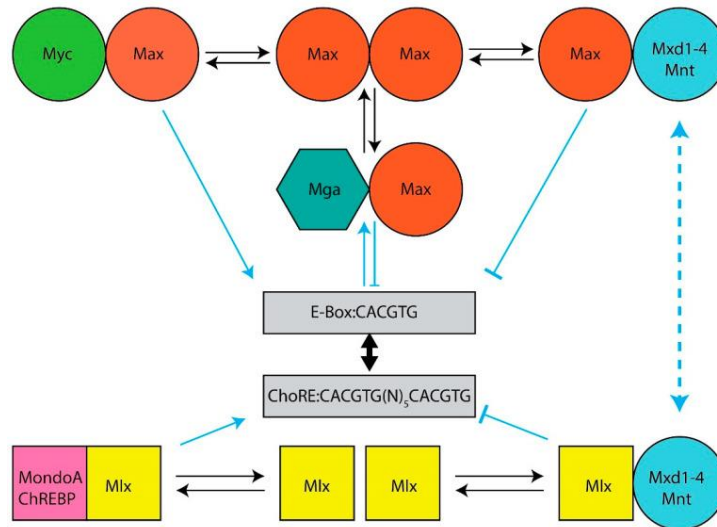 Myc
Max
Max
Max
Max
Mxd1-4
Mnt
Mga
Max
E-Box:CACGTG
ChoRE:CACGTG(N)₅CACGTG
MondoA
ChREBP
Mlx
Mlx
Mlx
Mlx
Mxd1-4
Mnt